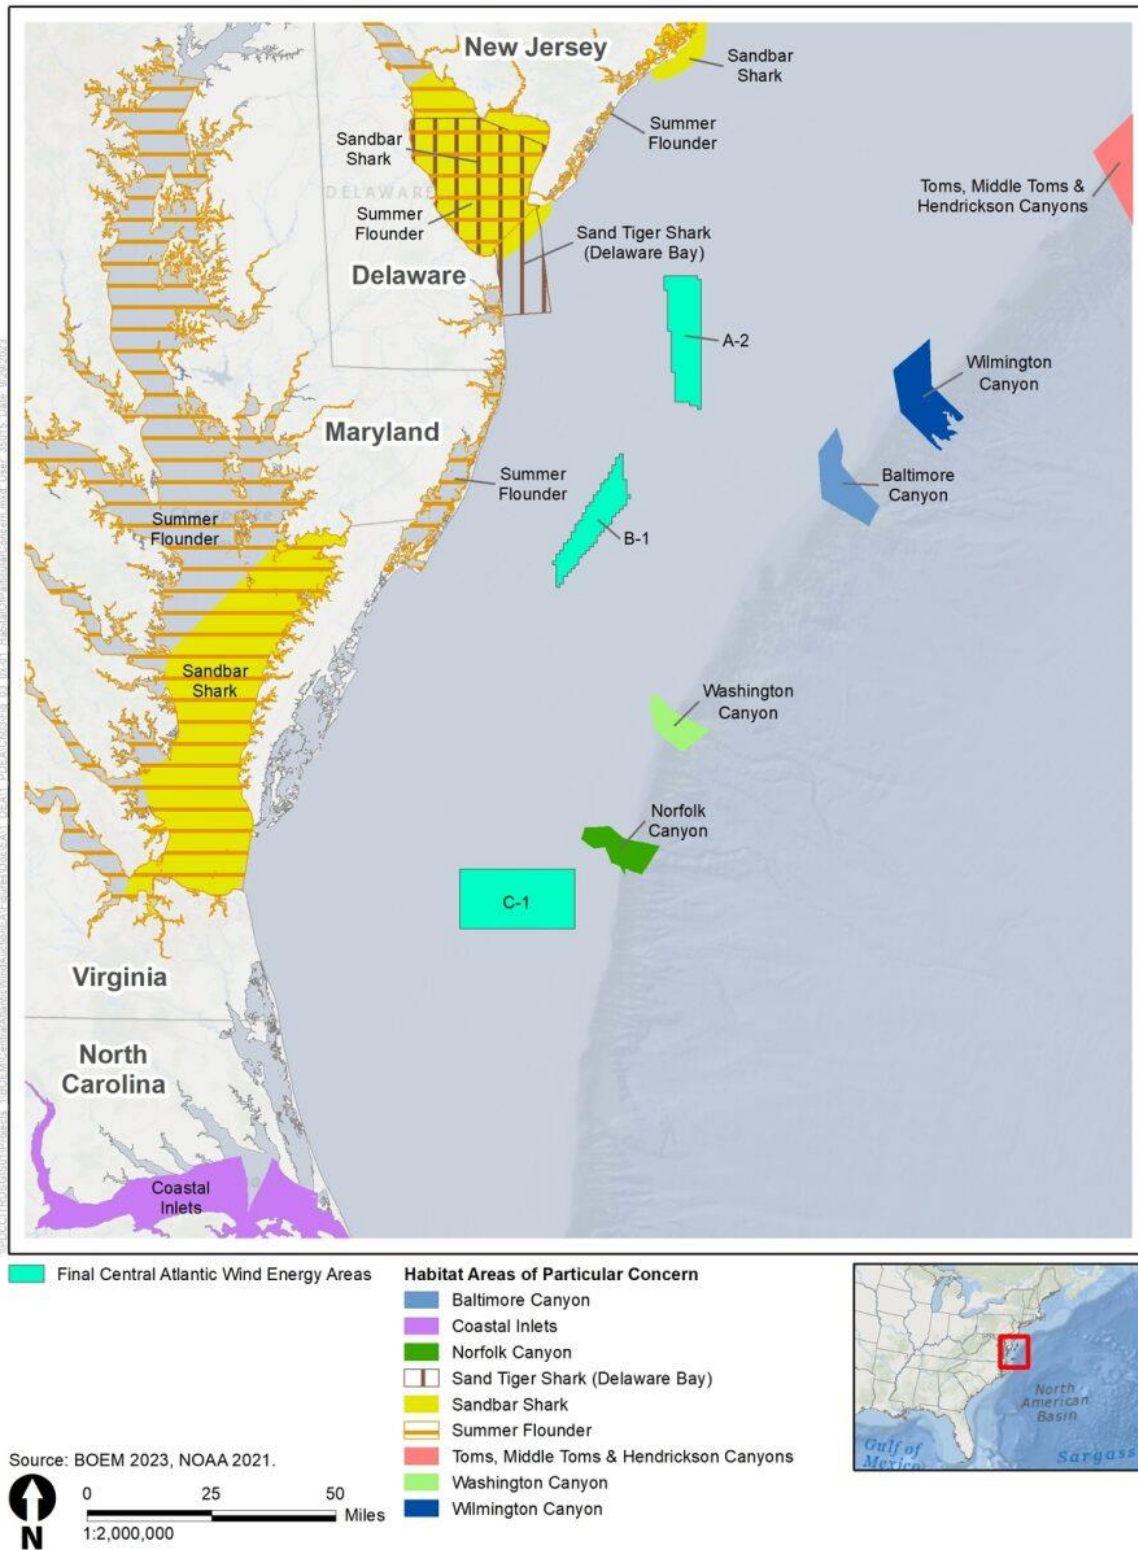 New Jersey
Sandbar
Shark
Summer
Flounder
Sandbar
Shark
DELAWARE
Summer
Flounder
Toms, Middle Toms &
Hendrickson Canyons
Sand Tiger Shark
(Delaware Bay)
Delaware
A-2
Wilmington
Canyon
Maryland
Summer
Flounder
Baltimore
Canyon
Summer
Flounder
B-1
Sandbar
Shark
Washington
Canyon
Norfolk
Canyon
C-1
Virginia
North
Carolina
Coastal
Inlets
Final Central Atlantic Wind Energy Areas
Habitat Areas of Particular Concern
Baltimore Canyon
Coastal Inlets
Norfolk Canyon
Sand Tiger Shark (Delaware Bay)
Sandbar Shark
Summer Flounder
Toms, Middle Toms & Hendrickson Canyons
Washington Canyon
Wilmington Canyon
North
American
Basin
Gulf of
Mexico
Sargass
Source: BOEM 2023, NOAA 2021.
N
0 25 50
Miles
1:2,000,000